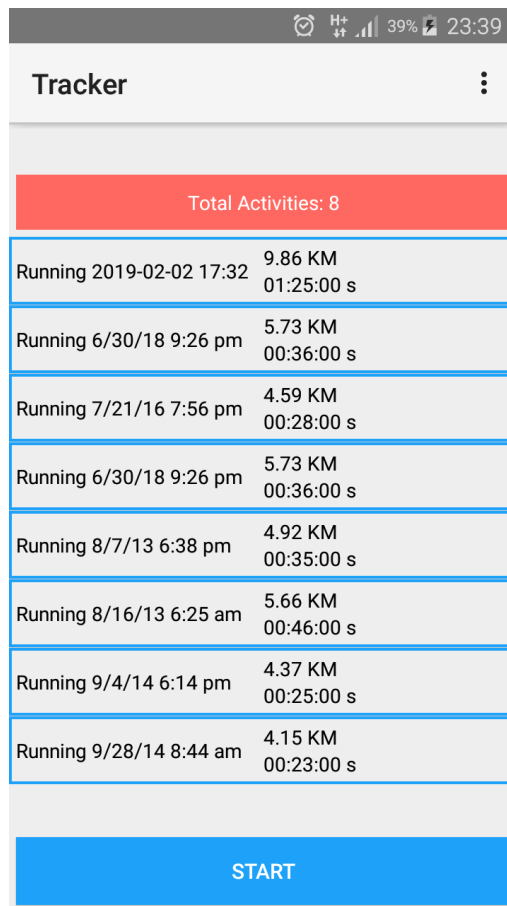 H+ 39% 23:39
Tracker
Total Activities: 8
Running 2019-02-02 17:32
9.86 KM
01:25:00 s
Running 6/30/18 9:26 pm
5.73 KM
00:36:00 s
Running 7/21/16 7:56 pm
4.59 KM
00:28:00 s
Running 6/30/18 9:26 pm
5.73 KM
00:36:00 s
Running 8/7/13 6:38 pm
4.92 KM
00:35:00 s
Running 8/16/13 6:25 am
5.66 KM
00:46:00 s
Running 9/4/14 6:14 pm
4.37 KM
00:25:00 s
Running 9/28/14 8:44 am
4.15 KM
00:23:00 s
START